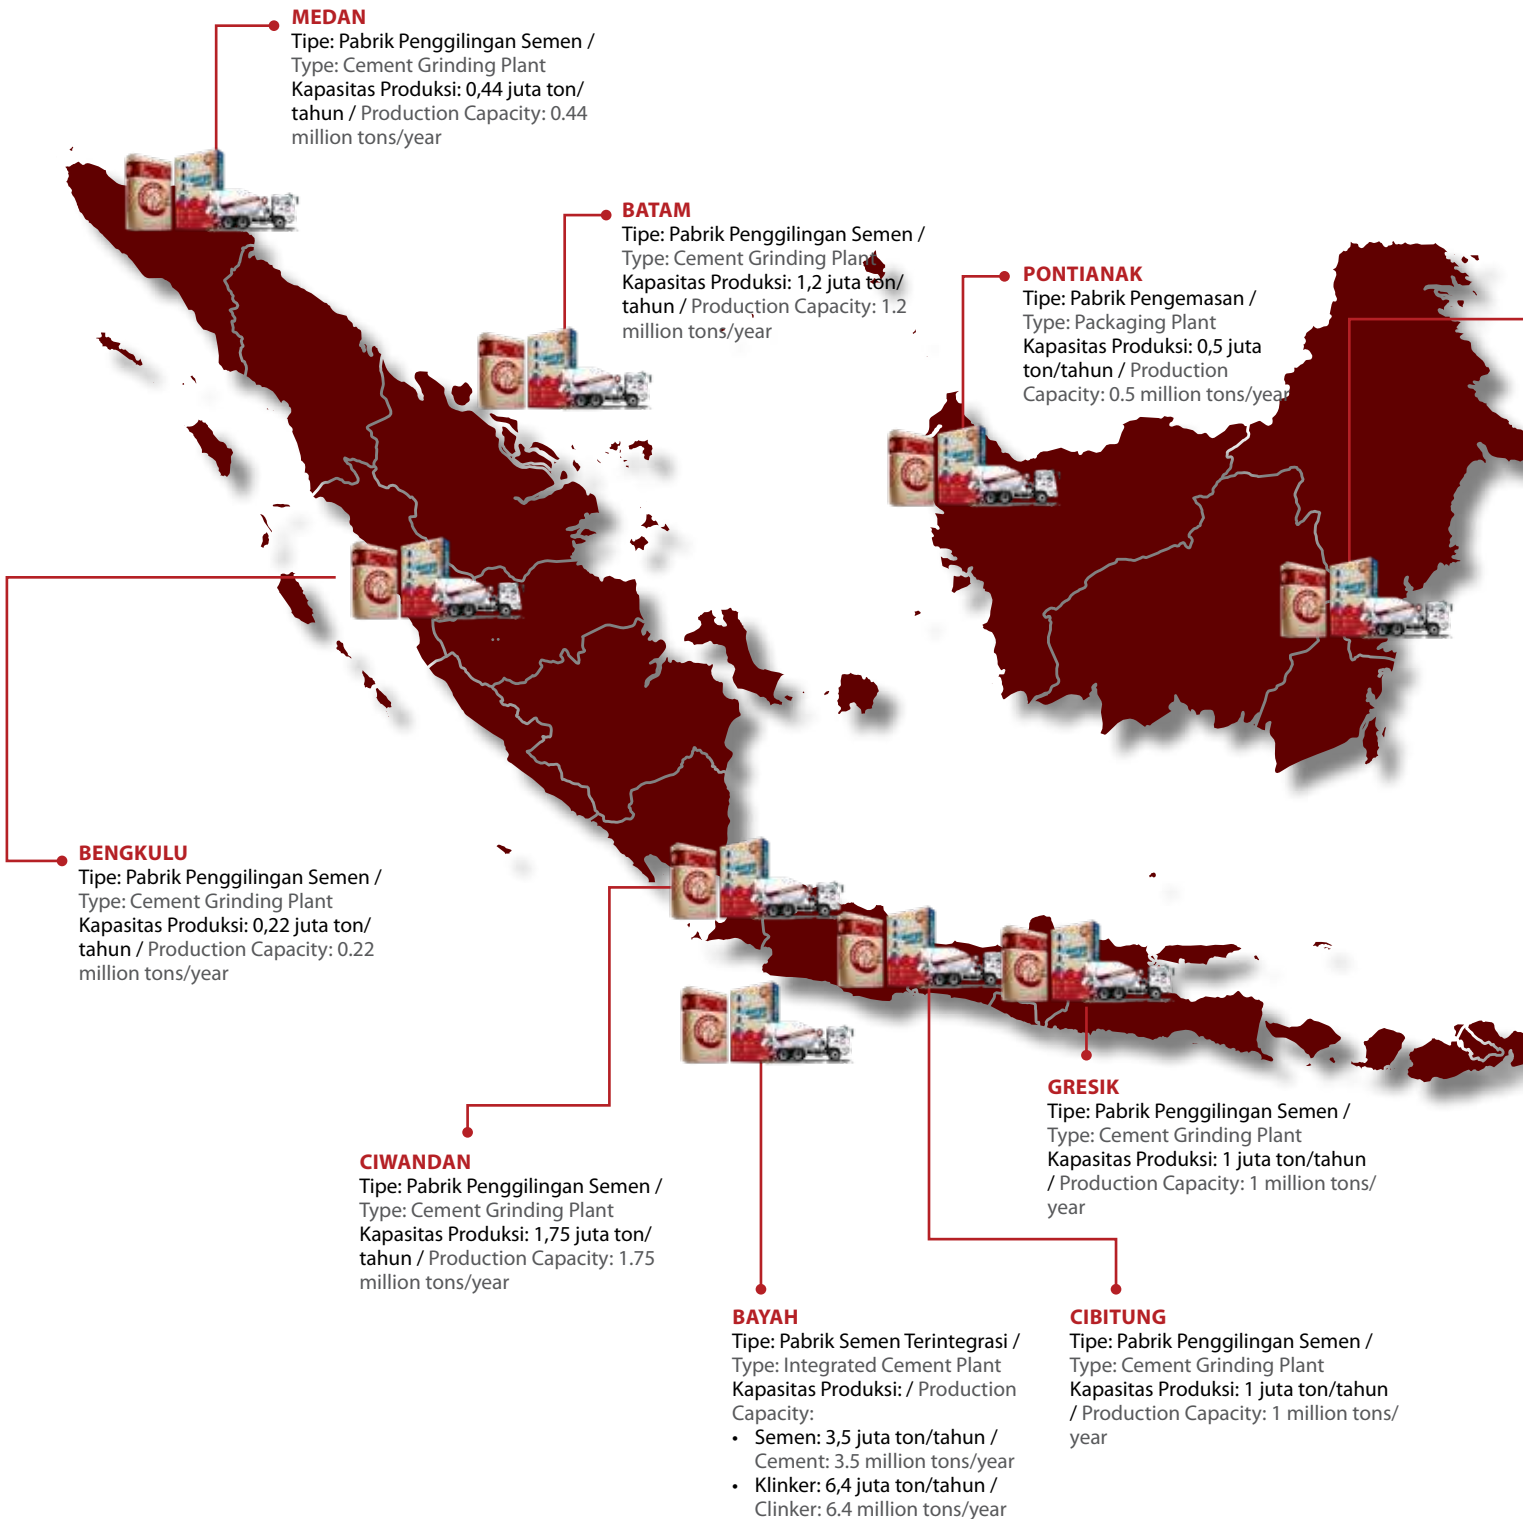 MEDAN
Tipe: Pabrik Penggilingan Semen /
Type: Cement Grinding Plant
Kapasitas Produksi: 0,44 juta ton/
tahun / Production Capacity: 0.44
million tons/year
BATAM
Tipe: Pabrik Penggilingan Semen /
Type: Cement Grinding Plant
Kapasitas Produksi: 1,2 juta ton/
tahun / Production Capacity: 1.2
million tons/year
PONTIANAK
Tipe: Pabrik Pengemasan /
Type: Packaging Plant
Kapasitas Produksi: 0,5 juta
ton/tahun / Production
Capacity: 0.5 million tons/year
BENGKULU
Tipe: Pabrik Penggilingan Semen /
Type: Cement Grinding Plant
Kapasitas Produksi: 0,22 juta ton/
tahun / Production Capacity: 0.22
million tons/year
CIWANDAN
Tipe: Pabrik Penggilingan Semen /
Type: Cement Grinding Plant
Kapasitas Produksi: 1,75 juta ton/
tahun / Production Capacity: 1.75
million tons/year
GRESIK
Tipe: Pabrik Penggilingan Semen /
Type: Cement Grinding Plant
Kapasitas Produksi: 1 juta ton/tahun
/ Production Capacity: 1 million tons/
year
BAYAH
Tipe: Pabrik Semen Terintegrasi /
Type: Integrated Cement Plant
Kapasitas Produksi: / Production
Capacity:
• Semen: 3,5 juta ton/tahun /
Cement: 3.5 million tons/year
• Klinker: 6,4 juta ton/tahun /
Clinker: 6.4 million tons/year
CIBITUNG
Tipe: Pabrik Penggilingan Semen /
Type: Cement Grinding Plant
Kapasitas Produksi: 1 juta ton/tahun
/ Production Capacity: 1 million tons/
year